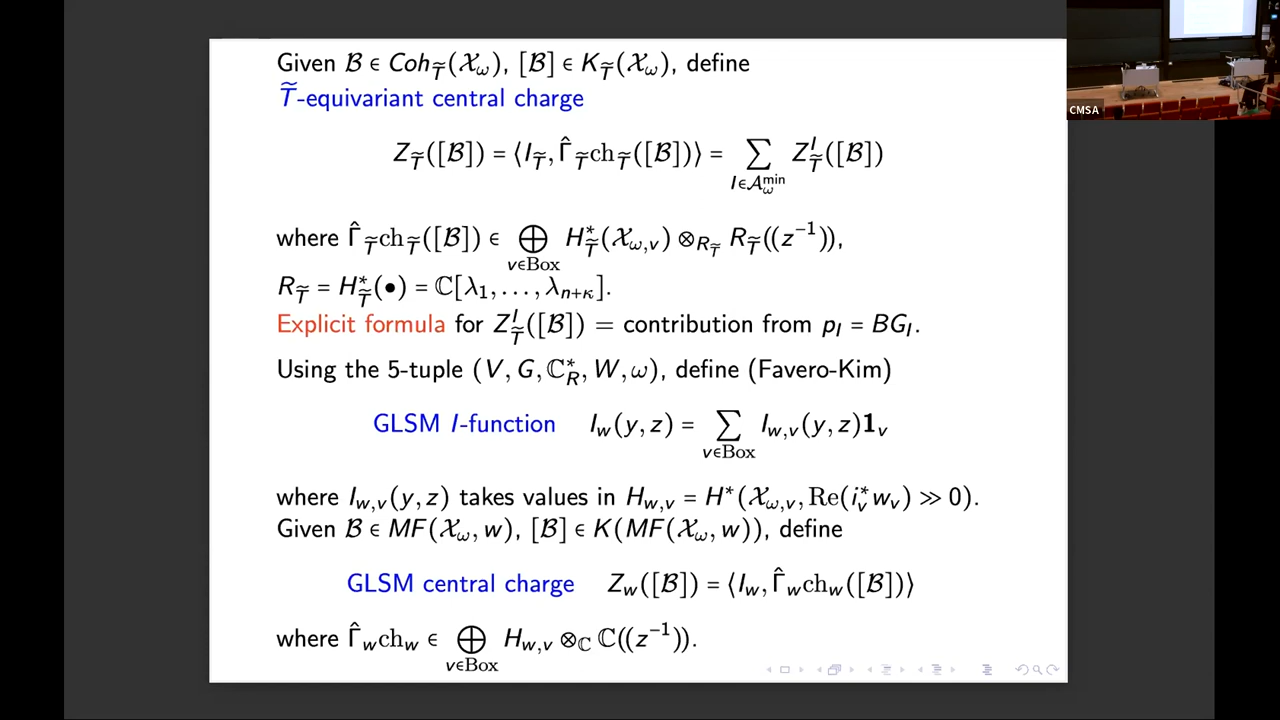 Given ℬ ∈ Coh_T̃(𝒳_ω), [ℬ] ∈ K_T̃(𝒳_ω), define
T̃-equivariant central charge
Z_T̃([ℬ]) = ⟨I_T̃, Γ̂_T̃ ch_T̃([ℬ])⟩ = ∑_{I∈𝒜_ω^min} Z_T̃^I([ℬ])
where Γ̂_T̃ ch_T̃([ℬ]) ∈ ⊕_{v∈Box} H*_T̃(𝒳_{ω,v}) ⊗_{R_T̃} R_T̃((z⁻¹)),
R_T̃ = H*_T̃(•) = ℂ[λ₁, …, λ_{n+κ}].
Explicit formula for Z_T̃^I([ℬ]) = contribution from p_I = BG_I.
Using the 5-tuple (V, G, ℂ*_R, W, ω), define (Favero-Kim)
GLSM I-function I_w(y, z) = ∑_{v∈Box} I_{w,v}(y, z)𝟏_v
where I_{w,v}(y, z) takes values in H_{w,v} = H*(𝒳_{ω,v}, Re(i*_v w_v) ≫ 0).
Given ℬ ∈ MF(𝒳_ω, w), [ℬ] ∈ K(MF(𝒳_ω, w)), define
GLSM central charge Z_w([ℬ]) = ⟨I_w, Γ̂_w ch_w([ℬ])⟩
where Γ̂_w ch_w ∈ ⊕_{v∈Box} H_{w,v} ⊗_ℂ ℂ((z⁻¹)).
CMSA